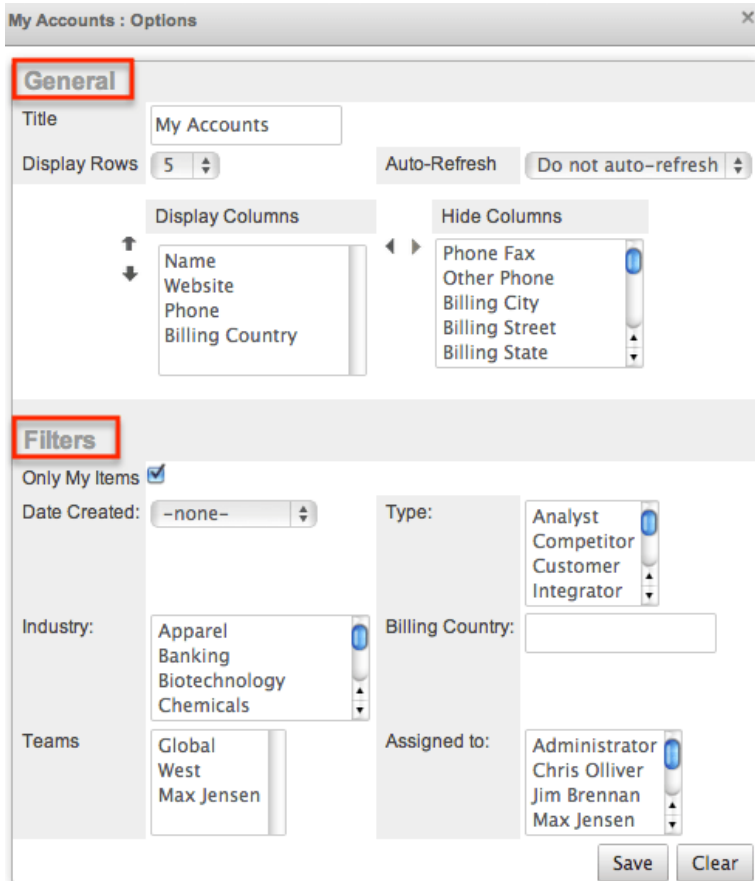 My Accounts : Options ×
General
Title My Accounts
Display Rows 5 Auto-Refresh Do not auto-refresh
Display Columns Hide Columns
Name
Website
Phone
Billing Country
Phone Fax
Other Phone
Billing City
Billing Street
Billing State
Filters
Only My Items
Date Created: -none- Type:
Analyst
Competitor
Customer
Integrator
Industry:
Apparel
Banking
Biotechnology
Chemicals
Billing Country:
Teams
Global
West
Max Jensen
Assigned to:
Administrator
Chris Olliver
Jim Brennan
Max Jensen
Save Clear